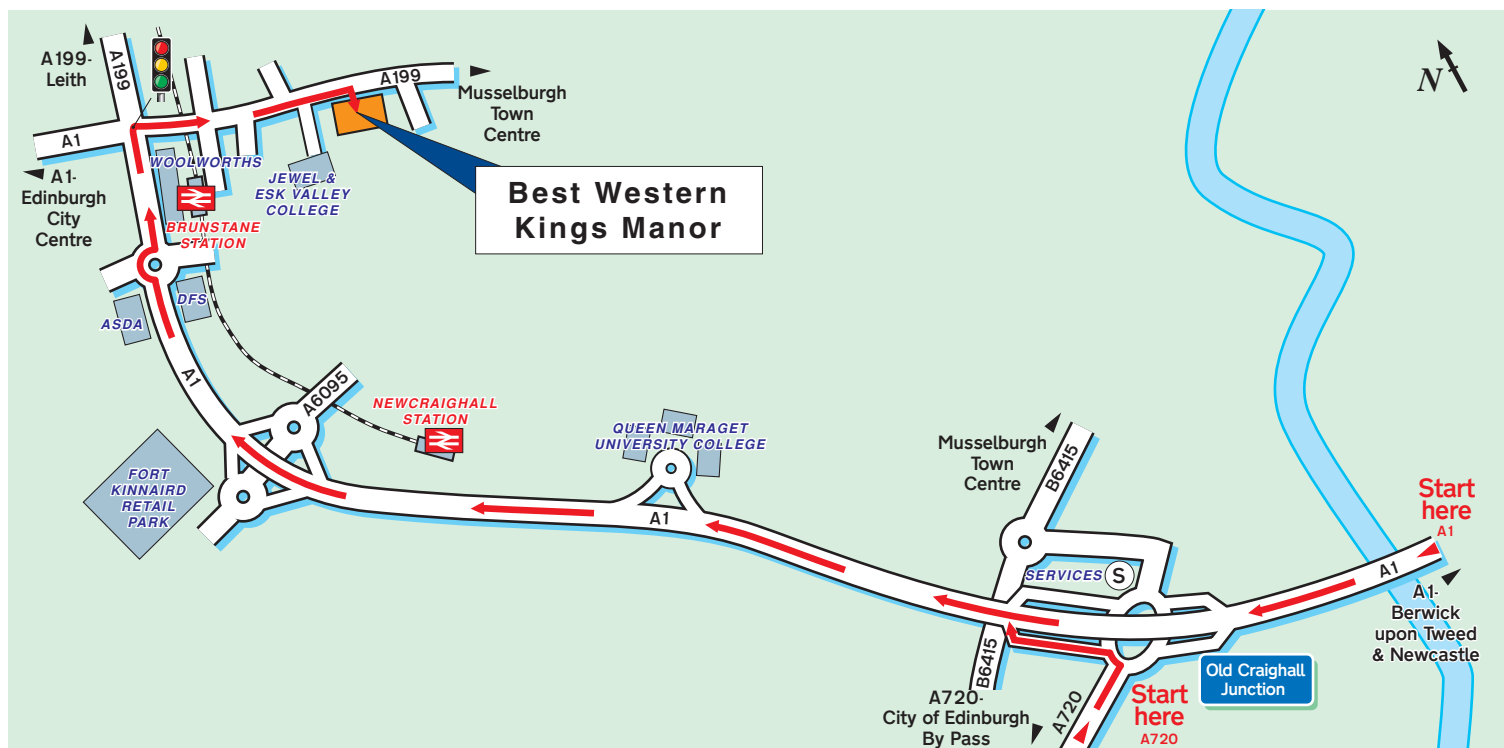 A199-
Leith
A199
A199
Musselburgh
Town
Centre
N
A1
A1-
Edinburgh
City
Centre
WOOLWORTHS
JEWEL &
ESK VALLEY
COLLEGE
BRUNSTANE
STATION
Best Western
Kings Manor
DFS
ASDA
A1
A6095
NEWCRAIGHALL
STATION
QUEEN MARAGET
UNIVERSITY COLLEGE
FORT
KINNAIRD
RETAIL
PARK
A1
Musselburgh
Town
Centre
B6415
SERVICES
S
Start
here
A1
A1
A1-
Berwick
upon Tweed
& Newcastle
B6415
Old Craighall
Junction
A720-
City of Edinburgh
By Pass
A720
Start
here
A720